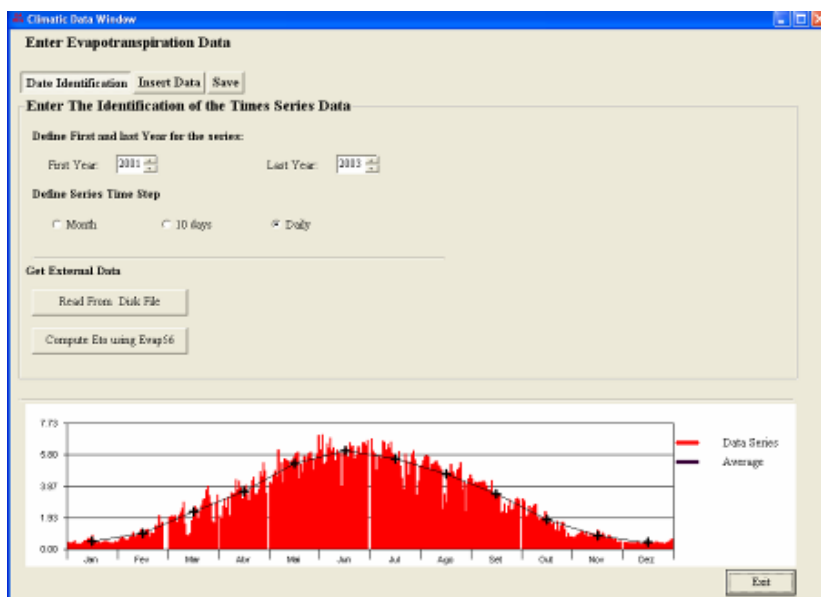 Climatic Data Window
Enter Evapotranspiration Data
Date Identification Insert Data Save
Enter The Identification of the Times Series Data
Define First and last Year for the series:
First Year: 2001 Last Year: 2003
Define Series Time Step
Month 10 days Daily
Get External Data
Read From Disk File
Compute Eto using Evap56
7.73
5.80
3.87
1.93
0.00
Jan Fev Mar Abr Mai Jun Jul Ago Set Out Nov Dez
Data Series
Average
Exit